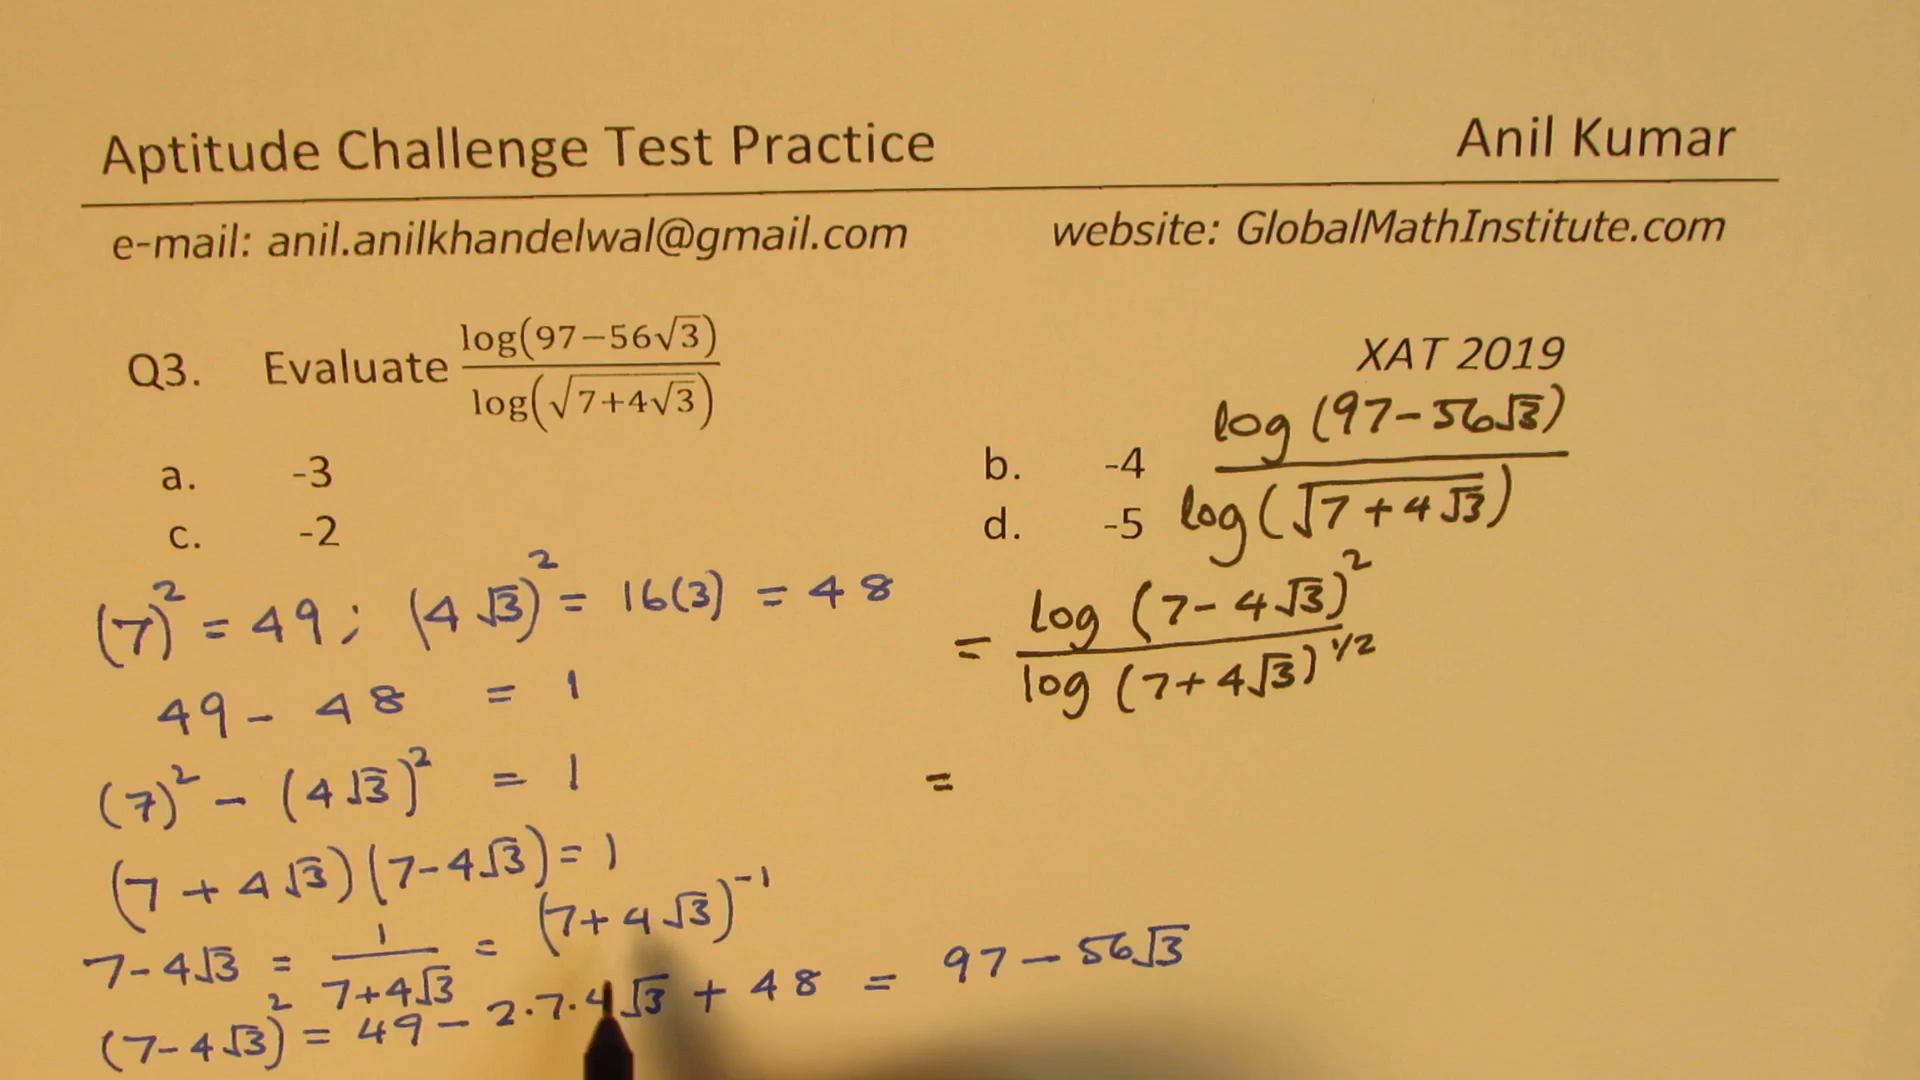 Aptitude Challenge Test Practice Anil Kumar
e-mail: anil.anilkhandelwal@gmail.com website: GlobalMathInstitute.com
Q3. Evaluate log(97−56√3) / log(√(7+4√3))
XAT 2019
a. -3 b. -4
c. -2 d. -5
log (97-56√3) / log (√(7+4√3))
(7)² = 49; (4√3)² = 16(3) = 48
49 - 48 = 1
(7)² - (4√3)² = 1
(7 + 4√3)(7-4√3) = 1
7-4√3 = 1 / (7+4√3) = (7+4√3)⁻¹
(7-4√3)² = 49 - 2·7·4√3 + 48 = 97 - 56√3
= log (7-4√3)² / log (7+4√3)^1/2
=